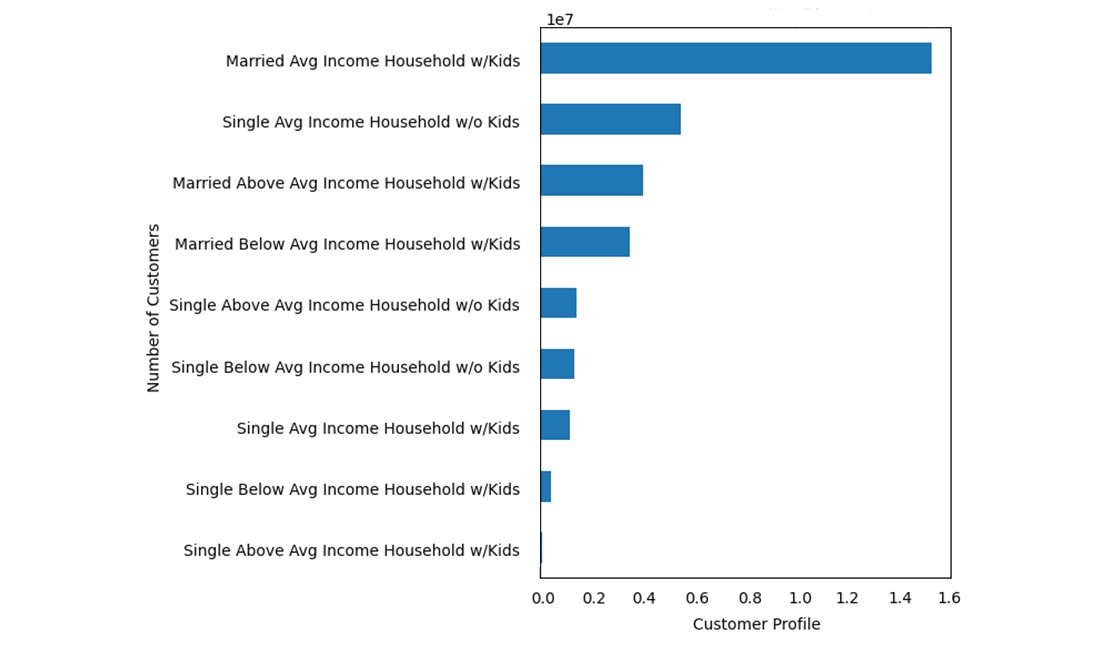 1e7
Married Avg Income Household w/Kids
Single Avg Income Household w/o Kids
Married Above Avg Income Household w/Kids
Married Below Avg Income Household w/Kids
Single Above Avg Income Household w/o Kids
Single Below Avg Income Household w/o Kids
Single Avg Income Household w/Kids
Single Below Avg Income Household w/Kids
Single Above Avg Income Household w/Kids
Number of Customers
0.0 0.2 0.4 0.6 0.8 1.0 1.2 1.4 1.6
Customer Profile